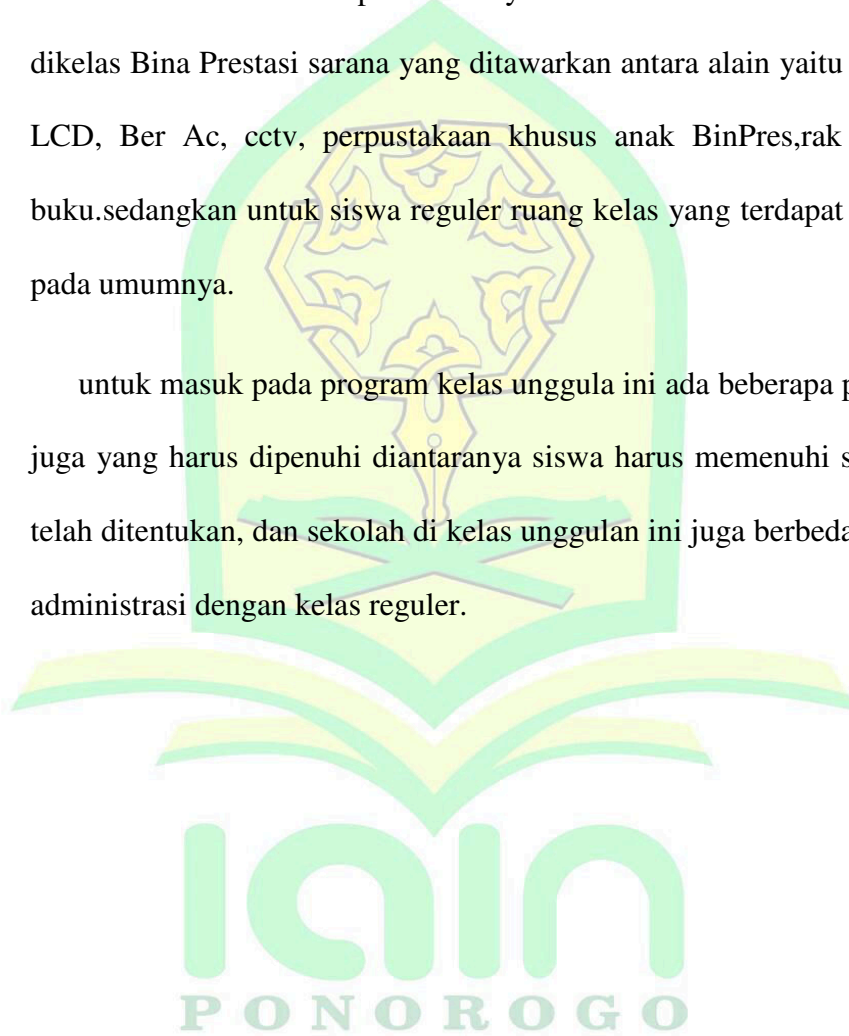 dikelas Bina Prestasi sarana yang ditawarkan antara alain yaitu
LCD, Ber Ac, cctv, perpustakaan khusus anak BinPres,rak
buku.sedangkan untuk siswa reguler ruang kelas yang terdapat
pada umumnya.
untuk masuk pada program kelas unggula ini ada beberapa
juga yang harus dipenuhi diantaranya siswa harus memenuhi
telah ditentukan, dan sekolah di kelas unggulan ini juga berbeda
administrasi dengan kelas reguler.
iain
PONOROGO